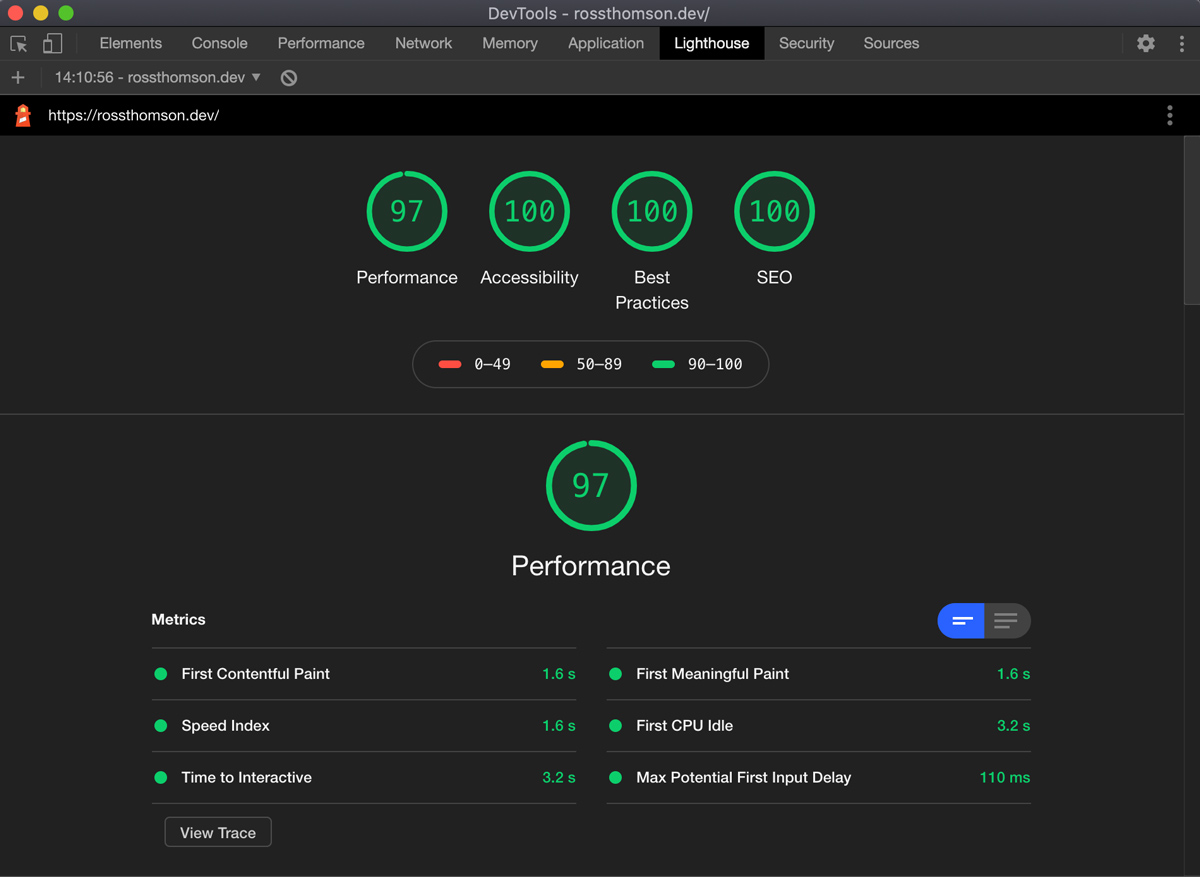 DevTools - rossthomson.dev/
Elements Console Performance Network Memory Application Lighthouse Security Sources
14:10:56 - rossthomson.dev
https://rossthomson.dev/
97 100 100 100
Performance Accessibility Best Practices SEO
0–49 50–89 90–100
97
Performance
Metrics
First Contentful Paint 1.6 s First Meaningful Paint 1.6 s
Speed Index 1.6 s First CPU Idle 3.2 s
Time to Interactive 3.2 s Max Potential First Input Delay 110 ms
View Trace